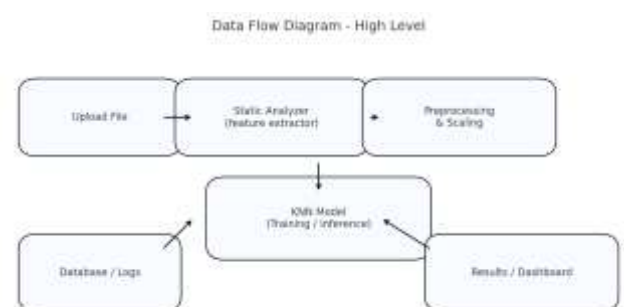 Data Flow Diagram - High Level
Upload File
Static Analyzer
(feature extractor)
Preprocessing
& Scaling
KNN Model
(Training / Inference)
Database / Logs
Results / Dashboard